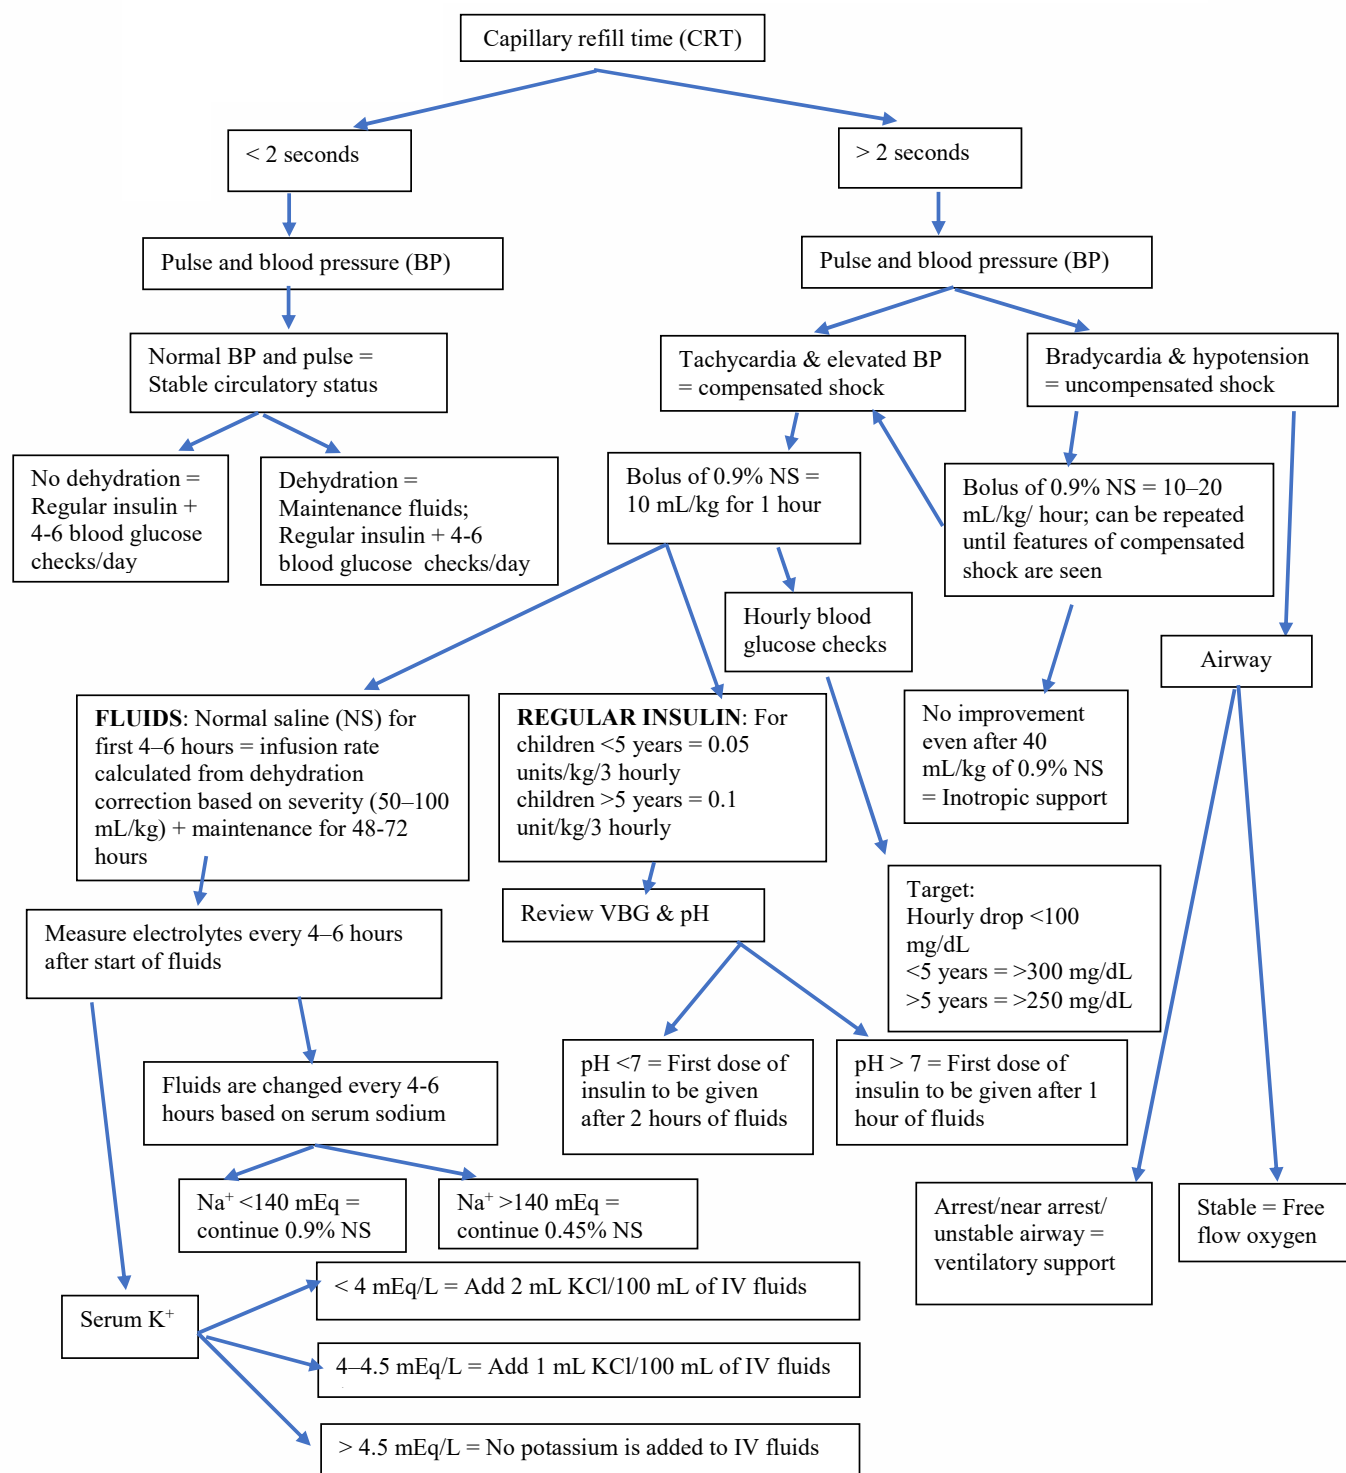 Capillary refill time (CRT)
< 2 seconds
> 2 seconds
Pulse and blood pressure (BP)
Pulse and blood pressure (BP)
Normal BP and pulse =
Stable circulatory status
Tachycardia & elevated BP
= compensated shock
Bradycardia & hypotension
= uncompensated shock
No dehydration =
Regular insulin +
4-6 blood glucose
checks/day
Dehydration =
Maintenance fluids;
Regular insulin + 4-6
blood glucose checks/day
Bolus of 0.9% NS =
10 mL/kg for 1 hour
Bolus of 0.9% NS = 10–20
mL/kg/ hour; can be repeated
until features of compensated
shock are seen
Hourly blood
glucose checks
Airway
FLUIDS: Normal saline (NS) for
first 4–6 hours = infusion rate
calculated from dehydration
correction based on severity (50–100
mL/kg) + maintenance for 48-72
hours
REGULAR INSULIN: For
children <5 years = 0.05
units/kg/3 hourly
children >5 years = 0.1
unit/kg/3 hourly
No improvement
even after 40
mL/kg of 0.9% NS
= Inotropic support
Target:
Hourly drop <100
mg/dL
<5 years = >300 mg/dL
>5 years = >250 mg/dL
Review VBG & pH
Measure electrolytes every 4–6 hours
after start of fluids
pH <7 = First dose of
insulin to be given
after 2 hours of fluids
pH > 7 = First dose of
insulin to be given after 1
hour of fluids
Fluids are changed every 4-6
hours based on serum sodium
Na⁺ <140 mEq =
continue 0.9% NS
Na⁺ >140 mEq =
continue 0.45% NS
Arrest/near arrest/
unstable airway =
ventilatory support
Stable = Free
flow oxygen
Serum K⁺
< 4 mEq/L = Add 2 mL KCl/100 mL of IV fluids
4–4.5 mEq/L = Add 1 mL KCl/100 mL of IV fluids
> 4.5 mEq/L = No potassium is added to IV fluids